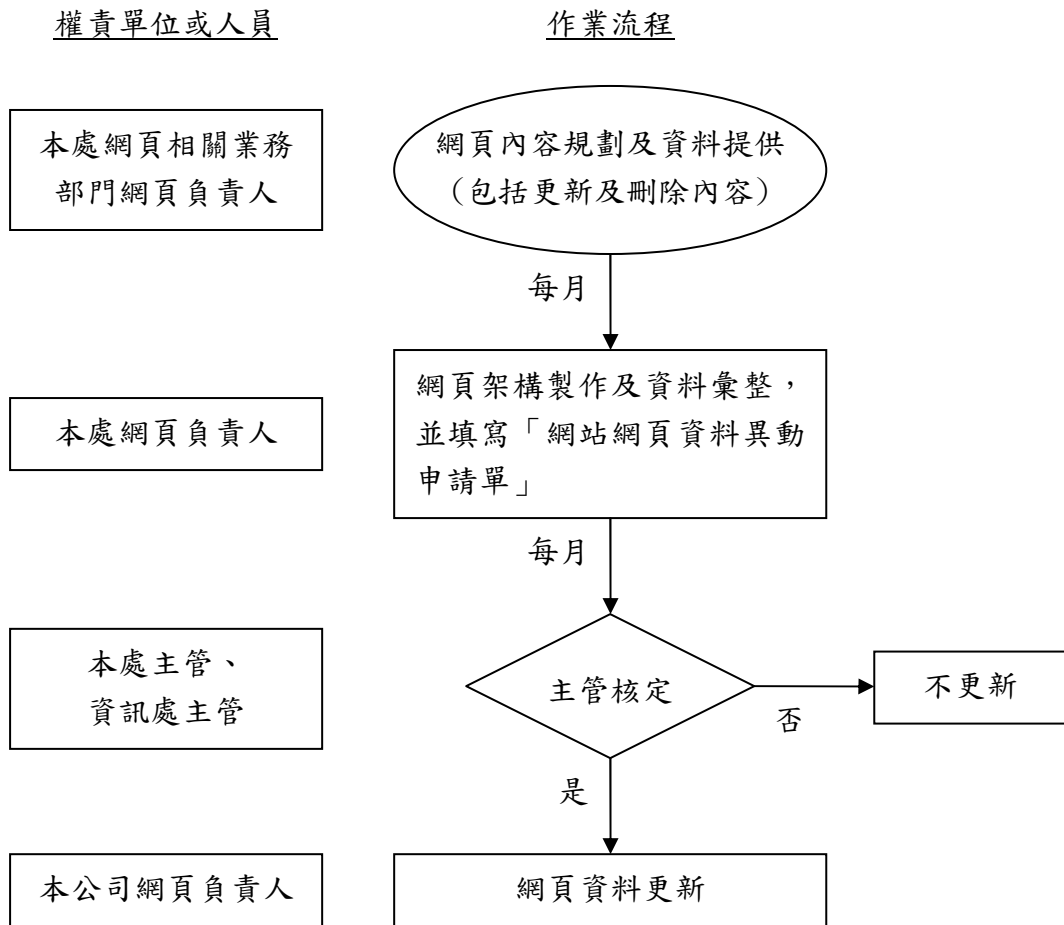 權責單位或人員
作業流程
本處網頁相關業務
部門網頁負責人
網頁內容規劃及資料提供
(包括更新及刪除內容)
每月
本處網頁負責人
網頁架構製作及資料彙整，
並填寫「網站網頁資料異動
申請單」
每月
本處主管、
資訊處主管
主管核定
否
不更新
是
本公司網頁負責人
網頁資料更新